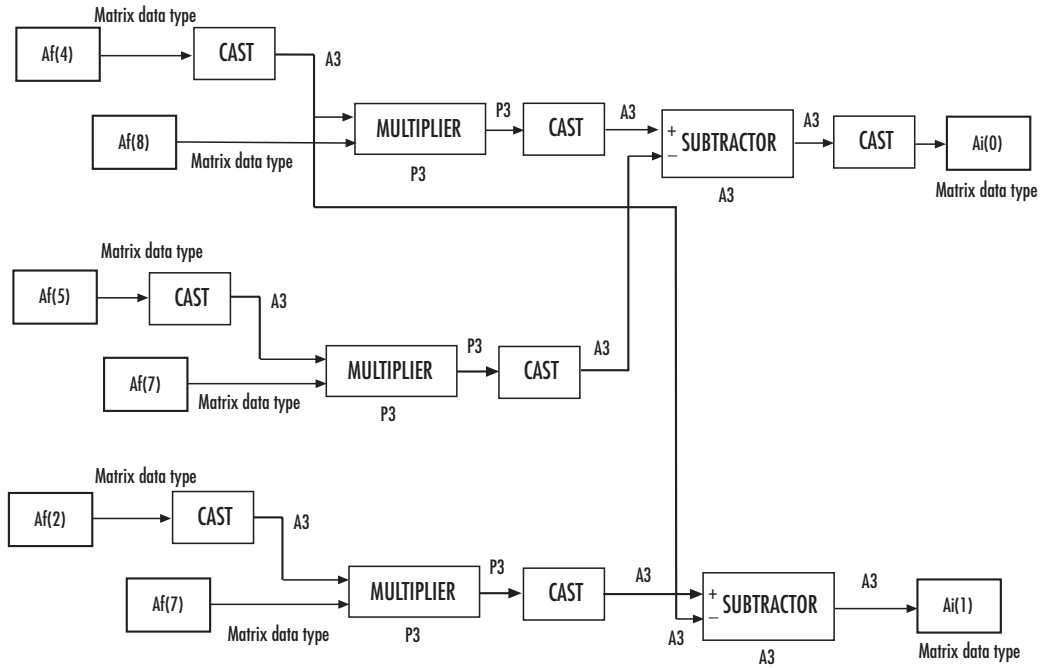 Matrix data type
Af(4)
CAST
A3
Af(8)
Matrix data type
MULTIPLIER
P3
P3
CAST
A3
+
−
SUBTRACTOR
A3
A3
CAST
Ai(0)
Matrix data type
Matrix data type
Af(5)
CAST
A3
Af(7)
Matrix data type
MULTIPLIER
P3
P3
CAST
A3
Matrix data type
Af(2)
CAST
A3
Af(7)
Matrix data type
MULTIPLIER
P3
P3
CAST
A3
+
−
A3
SUBTRACTOR
A3
A3
Ai(1)
Matrix data type